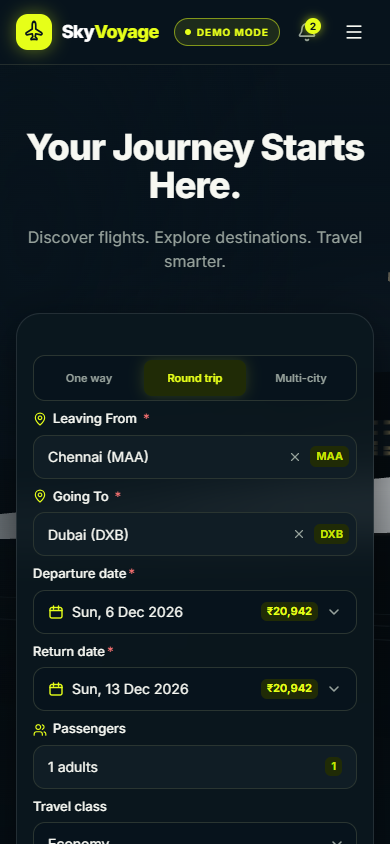 SkyVoyage DEMO MODE 2
Your Journey Starts
Here.
Discover flights. Explore destinations. Travel
smarter.
One way Round trip Multi-city
Leaving From *
Chennai (MAA) × MAA
Going To *
Dubai (DXB) × DXB
Departure date*
Sun, 6 Dec 2026 ₹20,942
Return date*
Sun, 13 Dec 2026 ₹20,942
Passengers
1 adults 1
Travel class
Economy